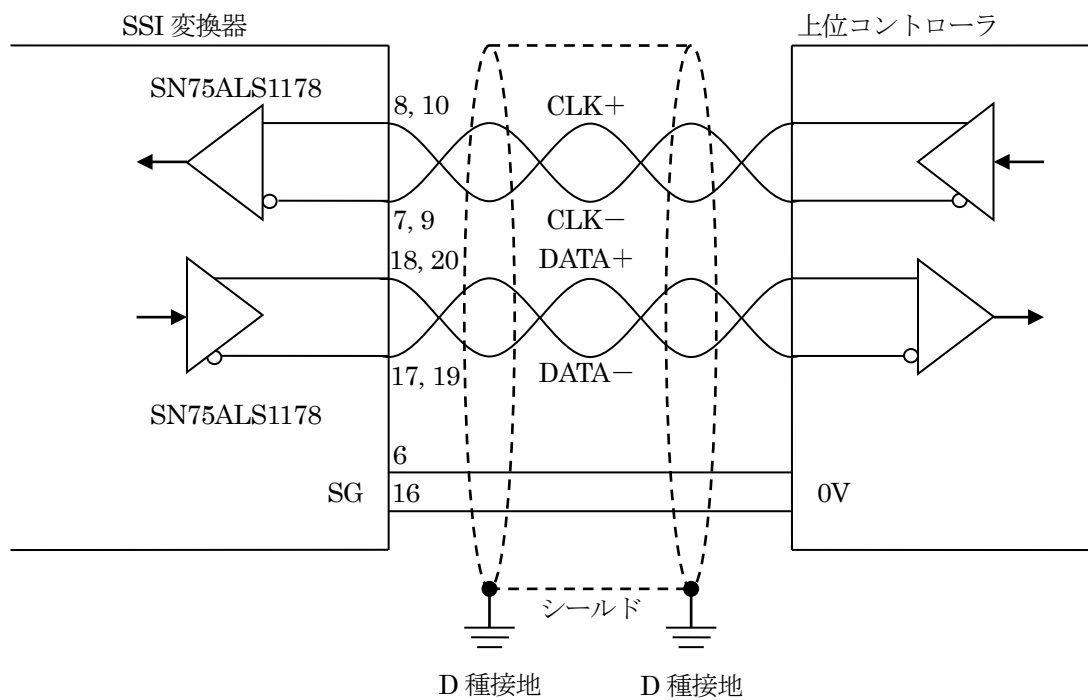 SSI 変換器
上位コントローラ
SN75ALS1178
8, 10
CLK+
7, 9
CLK−
18, 20
DATA+
17, 19
DATA−
SN75ALS1178
6
SG
16
0V
シールド
D 種接地
D 種接地